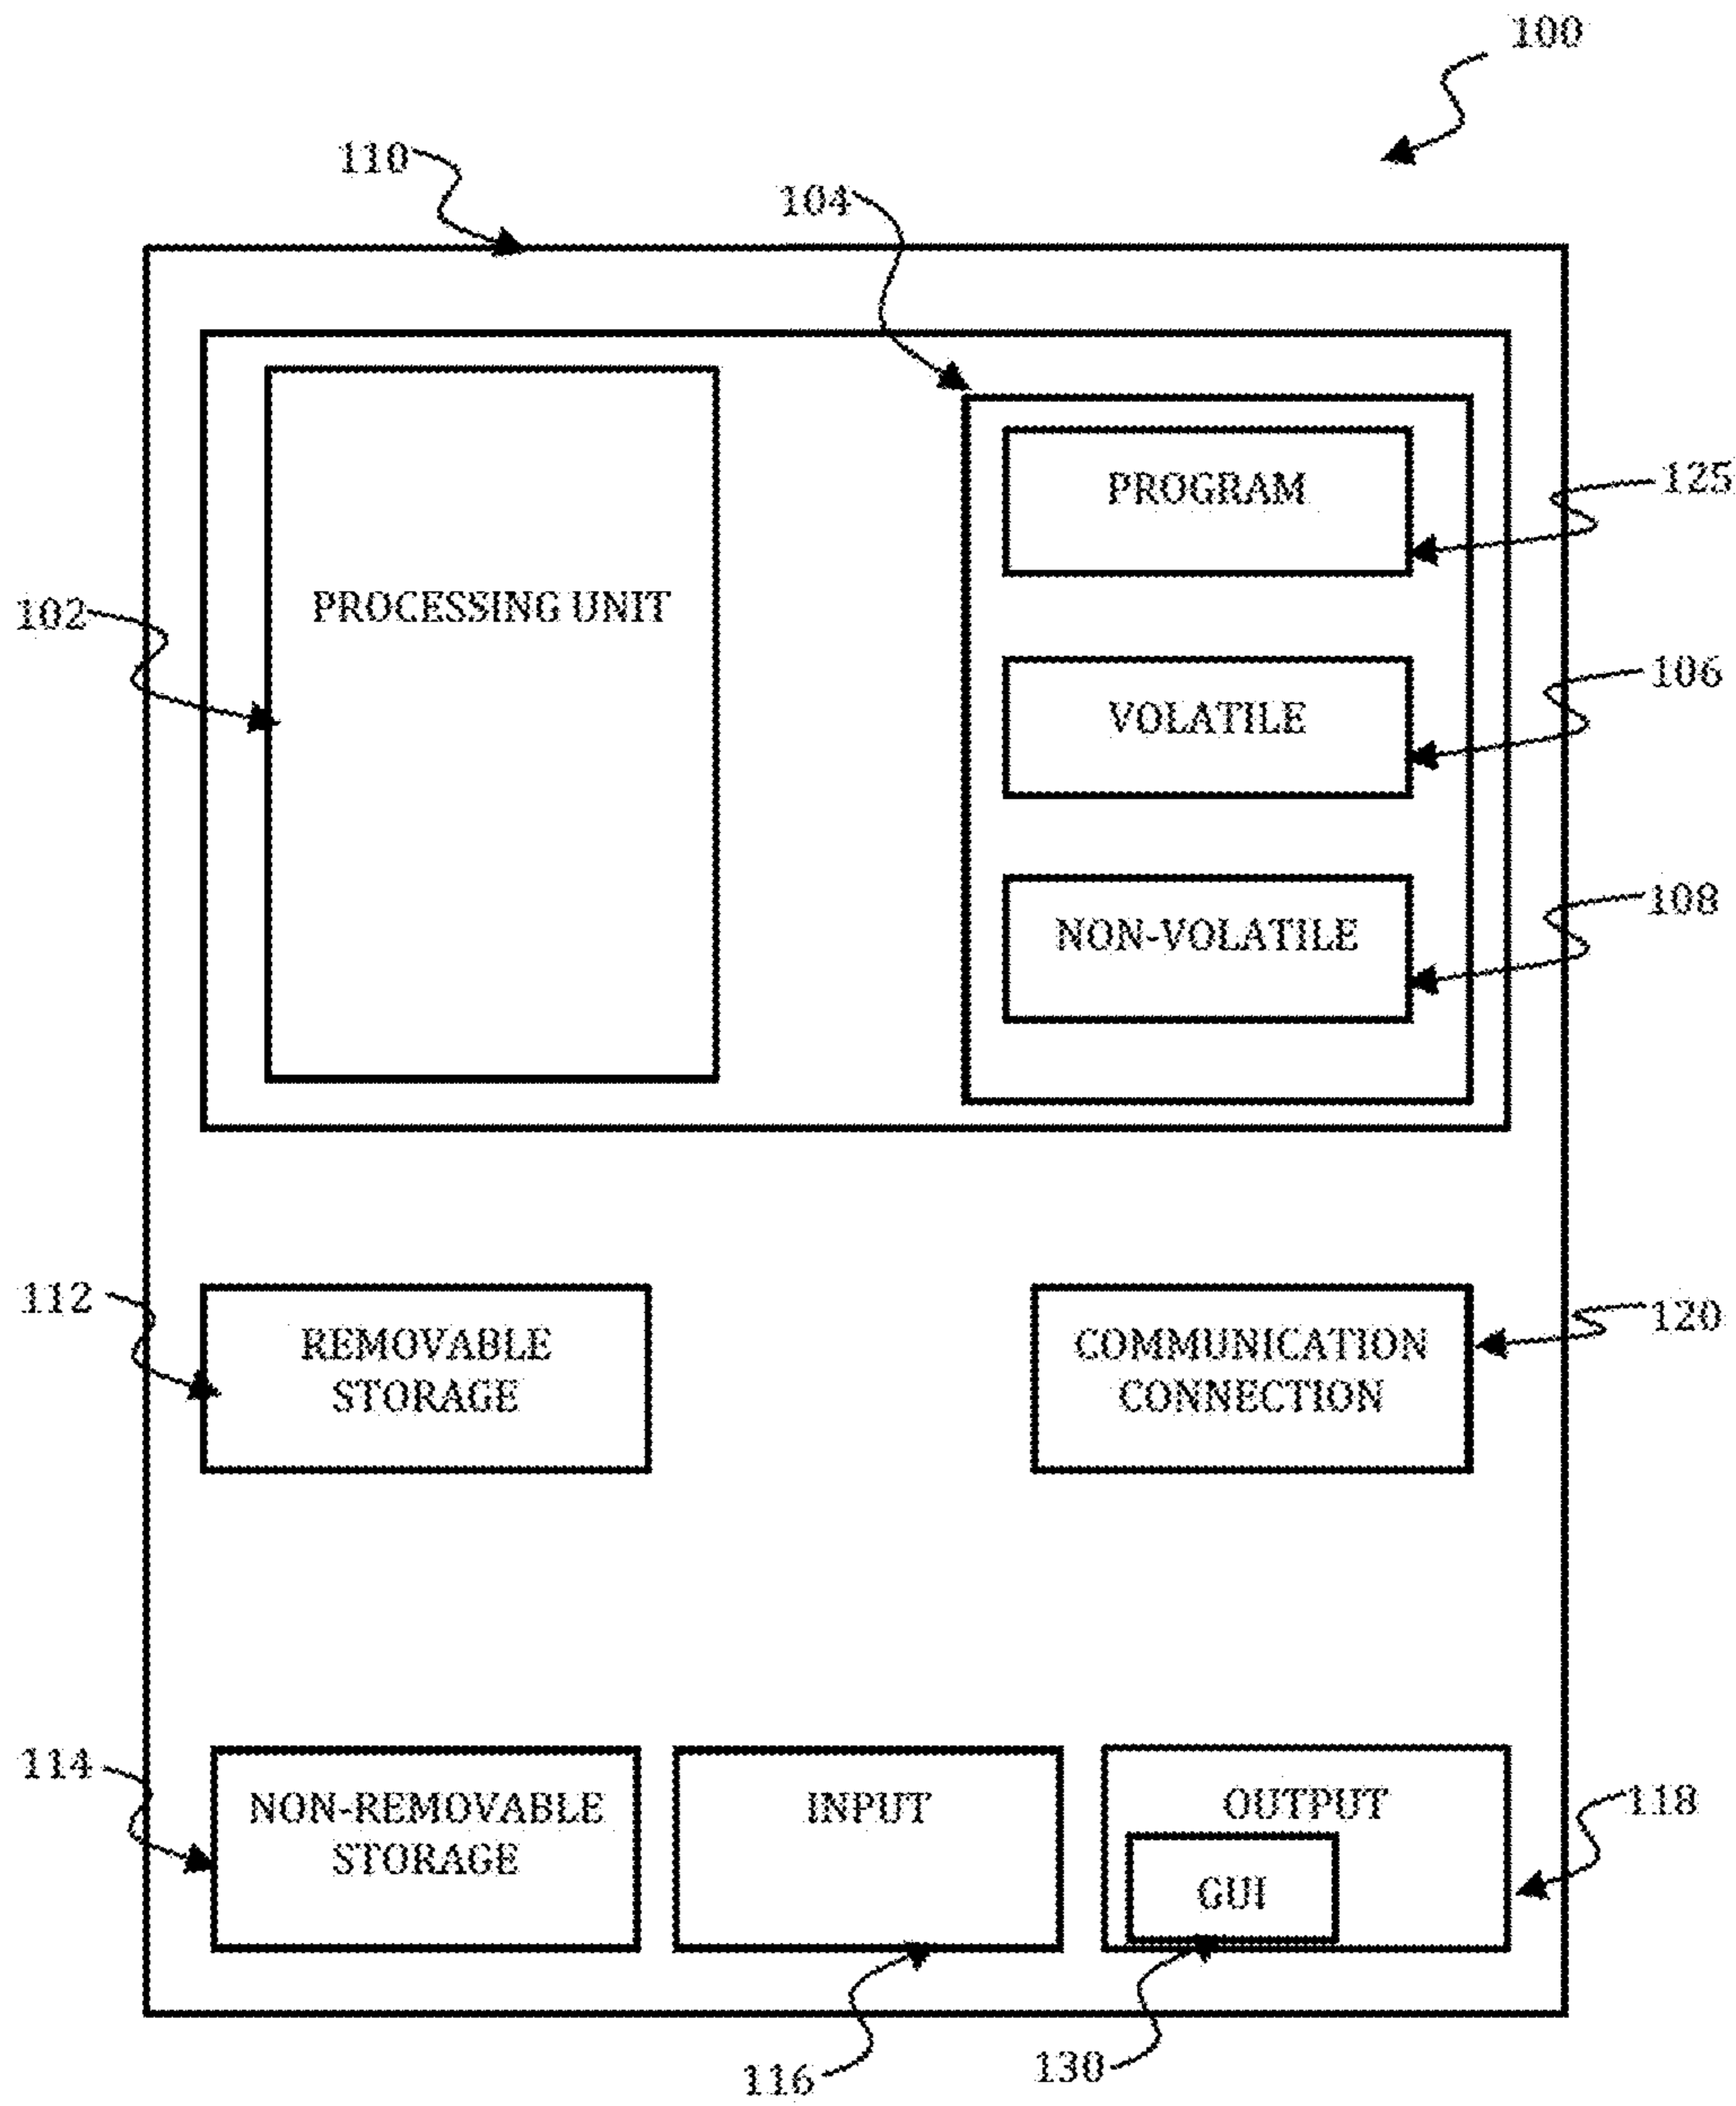 100
110
104
PROGRAM
125
102
PROCESSING UNIT
VOLATILE
106
NON-VOLATILE
108
112
REMOVABLE
STORAGE
COMMUNICATION
CONNECTION
120
114
NON-REMOVABLE
STORAGE
INPUT
OUTPUT
GUI
118
116
130